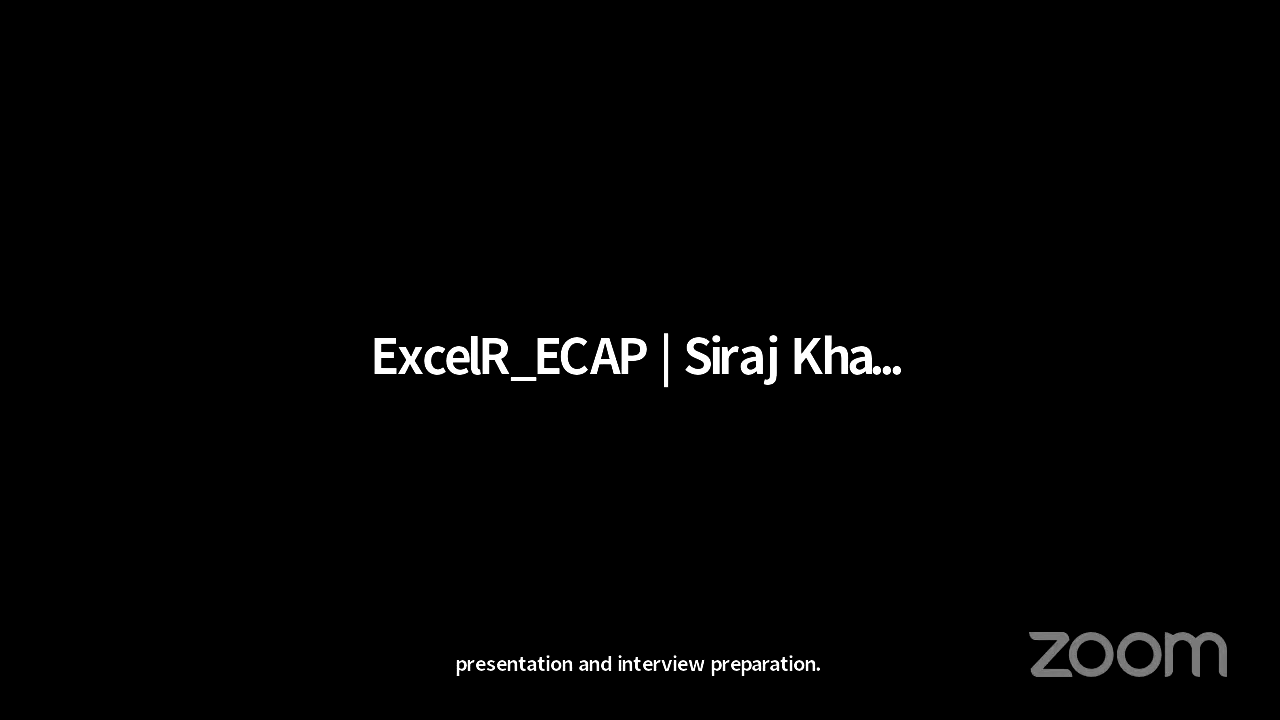 ExcelR_ECAP | Siraj Kha...
presentation and interview preparation.
zoom